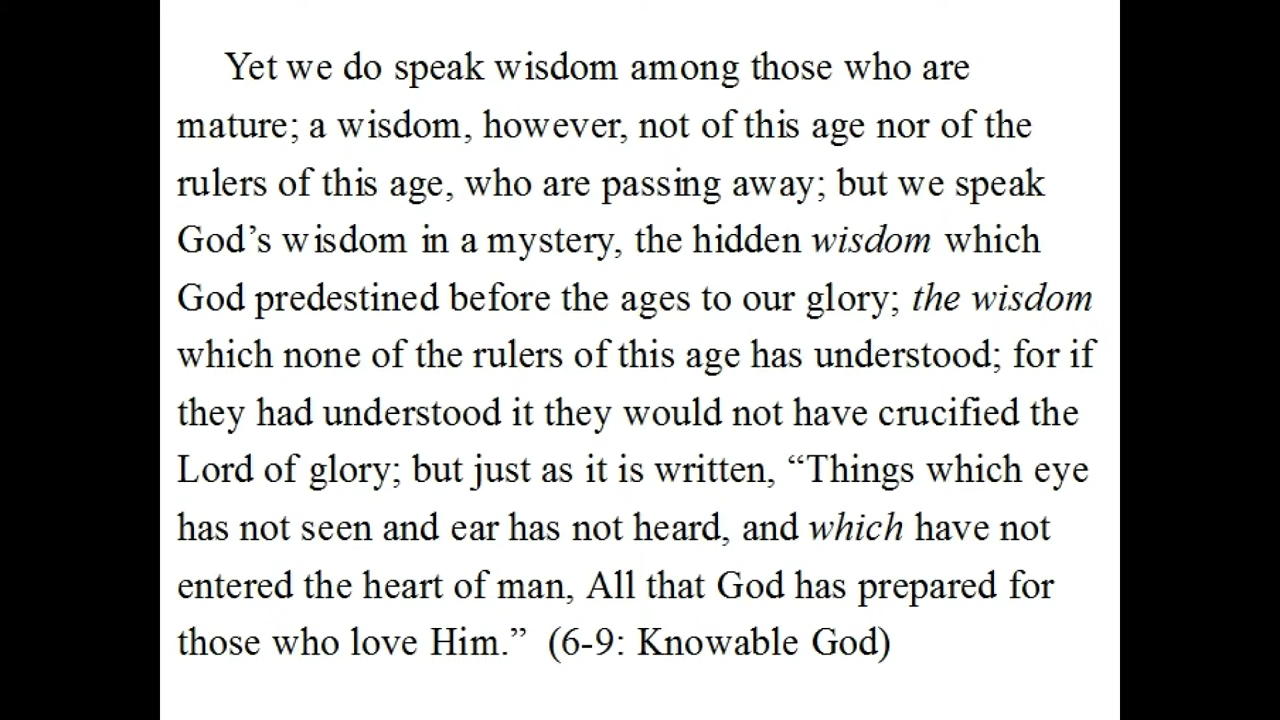 Yet we do speak wisdom among those who are
mature; a wisdom, however, not of this age nor of the
rulers of this age, who are passing away; but we speak
God’s wisdom in a mystery, the hidden wisdom which
God predestined before the ages to our glory; the wisdom
which none of the rulers of this age has understood; for if
they had understood it they would not have crucified the
Lord of glory; but just as it is written, “Things which eye
has not seen and ear has not heard, and which have not
entered the heart of man, All that God has prepared for
those who love Him.” (6-9: Knowable God)